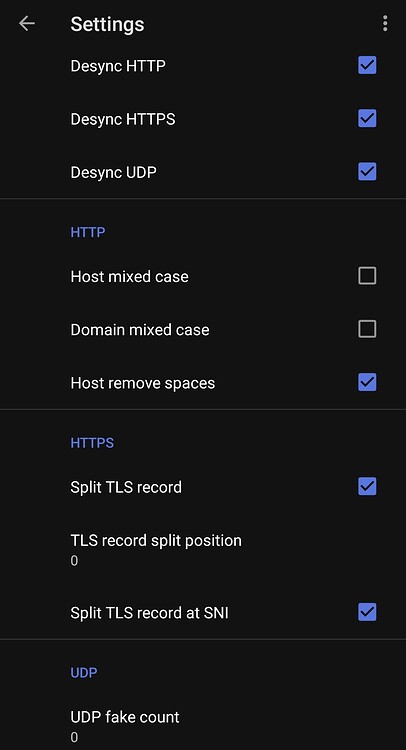 Settings
Desync HTTP
Desync HTTPS
Desync UDP
HTTP
Host mixed case
Domain mixed case
Host remove spaces
HTTPS
Split TLS record
TLS record split position
0
Split TLS record at SNI
UDP
UDP fake count
0